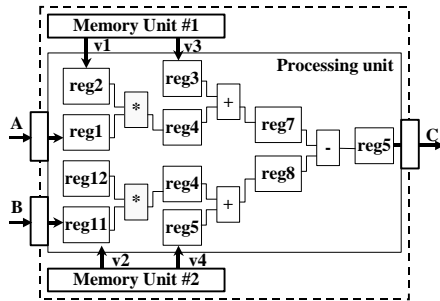 Memory Unit #1
v1 v3
Processing unit
reg2 reg3
* +
A reg1 reg4 reg7
- reg5 C
reg12 reg4 reg8
B * +
reg11 reg5
v2 v4
Memory Unit #2